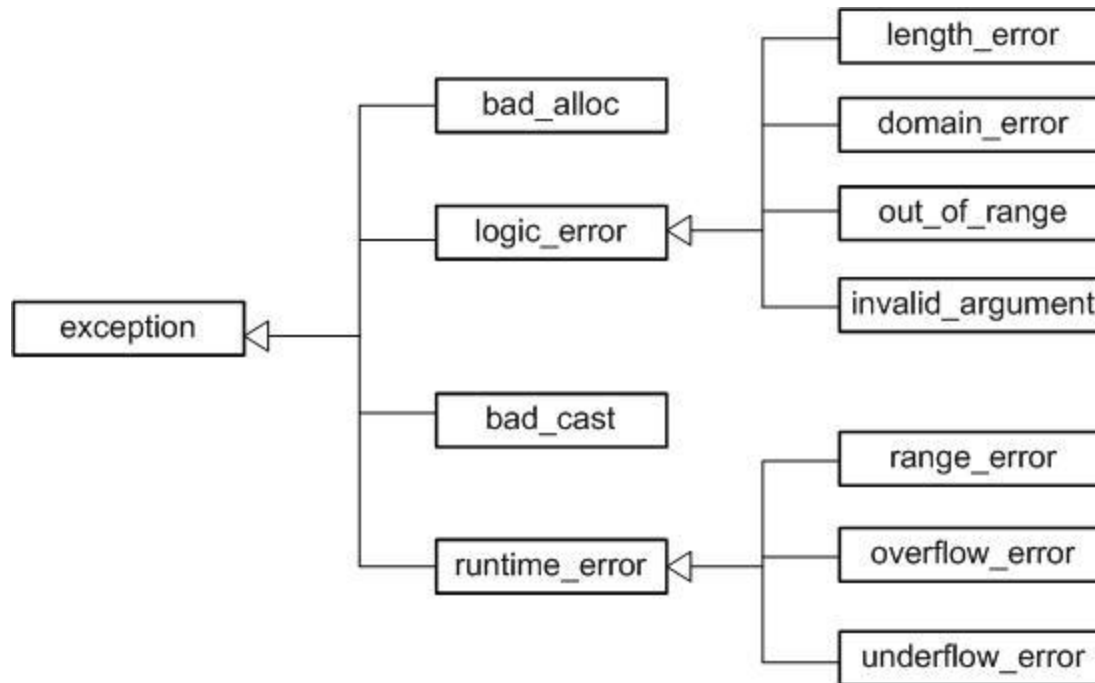 exception
bad_alloc
logic_error
bad_cast
runtime_error
length_error
domain_error
out_of_range
invalid_argument
range_error
overflow_error
underflow_error